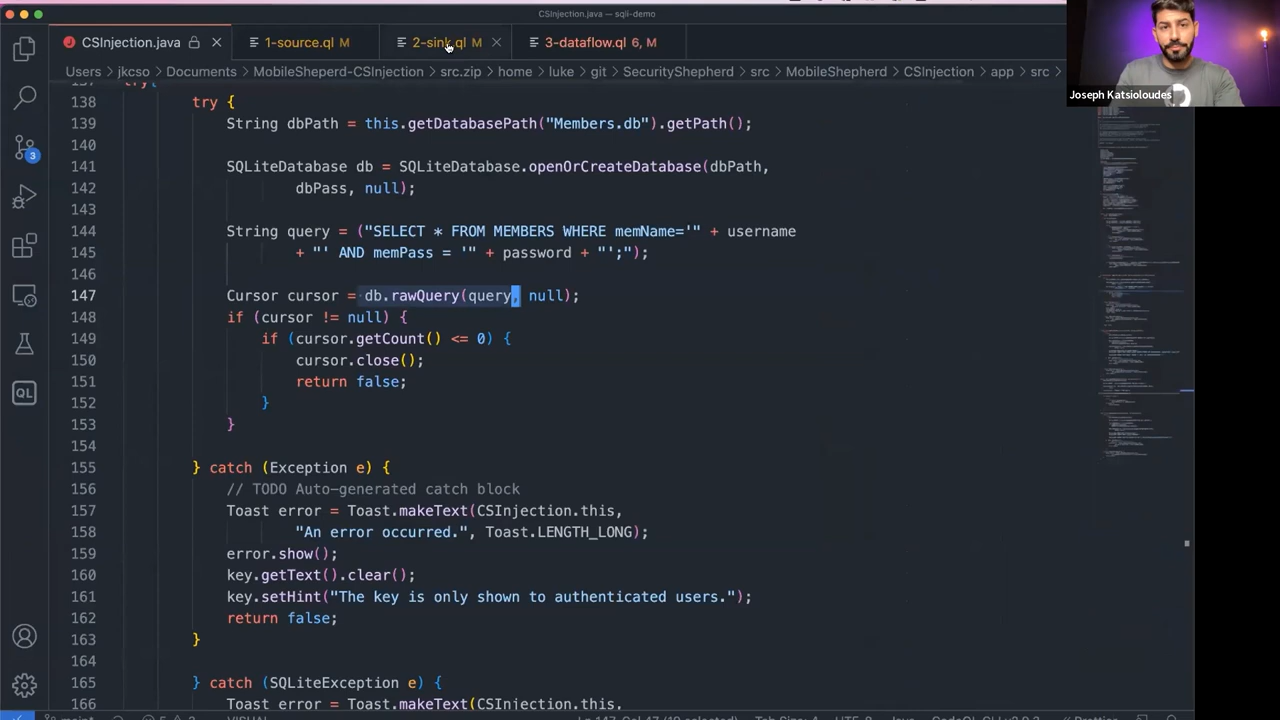 CSInjection.java — sqli-demo
CSInjection.java
1-source.ql M
2-sink.ql M
3-dataflow.ql 6, M
Joseph Katsioloudes
Users > jkcso > Documents > MobileSheperd-CSInjection > src.zip > home > luke > git > SecurityShepherd > src > MobileShepherd > CSInjection > app > src >
138 try {
139 String dbPath = this.getDatabasePath("Members.db").getPath();
140
141 SQLiteDatabase db = SQLiteDatabase.openOrCreateDatabase(dbPath,
142 dbPass, null);
143
144 String query = ("SELECT * FROM MEMBERS WHERE memName='" + username
145 + "' AND memPass = '" + password + "';");
146
147 Cursor cursor = db.rawQuery(query, null);
148 if (cursor != null) {
149 if (cursor.getCount() <= 0) {
150 cursor.close();
151 return false;
152 }
153 }
154
155 } catch (Exception e) {
156 // TODO Auto-generated catch block
157 Toast error = Toast.makeText(CSInjection.this,
158 "An error occurred.", Toast.LENGTH_LONG);
159 error.show();
160 key.getText().clear();
161 key.setHint("The key is only shown to authenticated users.");
162 return false;
163 }
164
165 } catch (SQLiteException e) {
166 Toast error = Toast.makeText(CSInjection.this,
3
QL